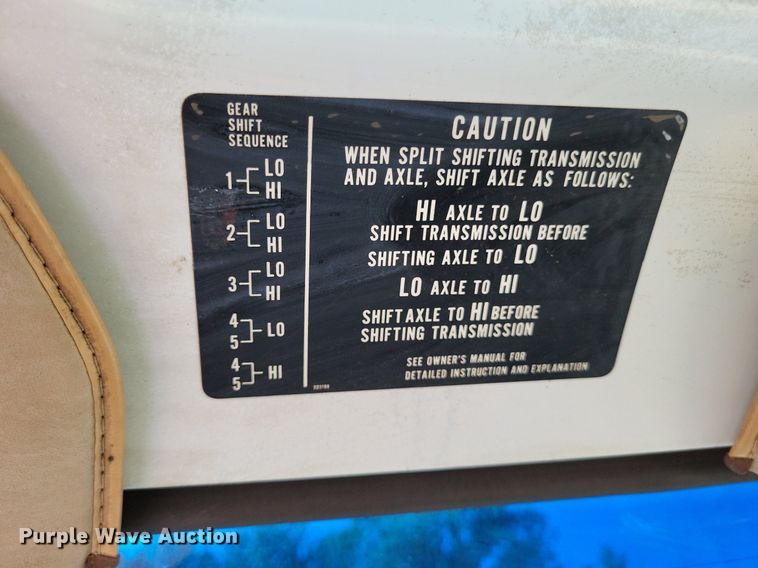 GEAR
SHIFT
SEQUENCE
1 LO
HI
2 LO
HI
3 LO
HI
4
5 LO
4
5 HI
CAUTION
WHEN SPLIT SHIFTING TRANSMISSION
AND AXLE, SHIFT AXLE AS FOLLOWS:
HI AXLE TO LO
SHIFT TRANSMISSION BEFORE
SHIFTING AXLE TO LO
LO AXLE TO HI
SHIFT AXLE TO HI BEFORE
SHIFTING TRANSMISSION
SEE OWNER'S MANUAL FOR
DETAILED INSTRUCTION AND EXPLANATION
Purple Wave Auction